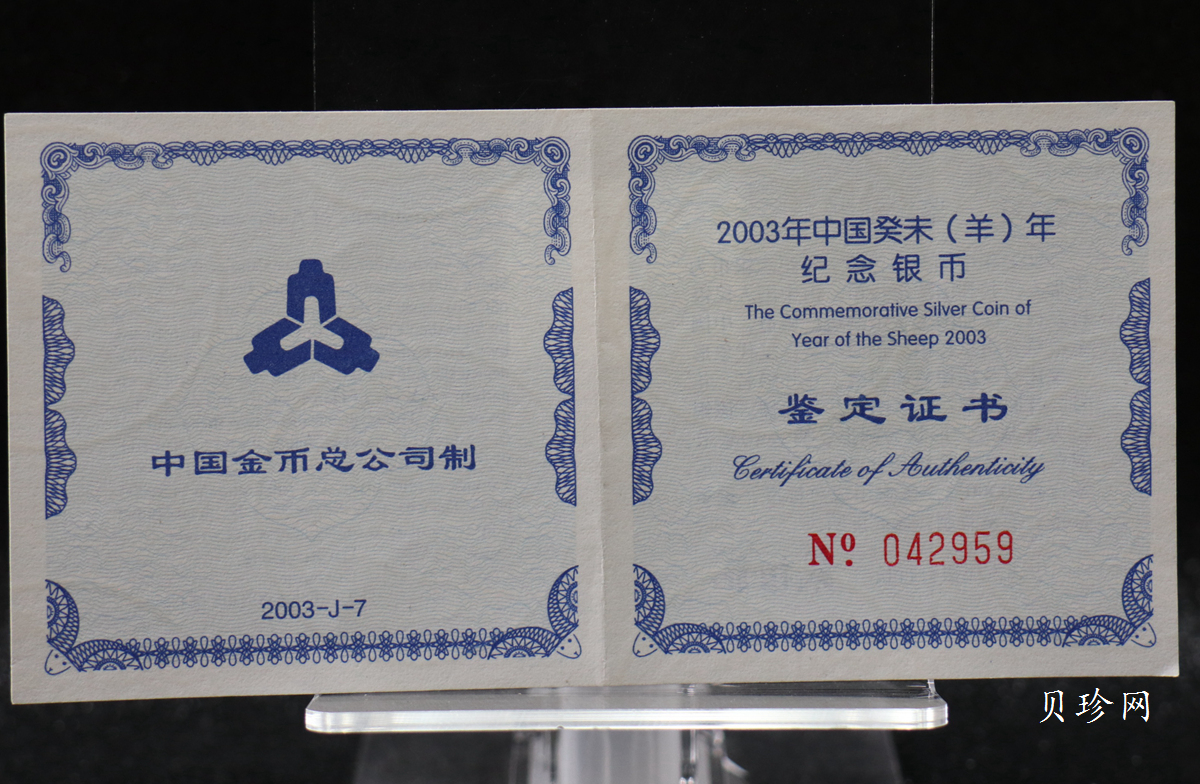 中国金币总公司制
2003-J-7
2003年中国癸未（羊）年
纪念银币
The Commemorative Silver Coin of
Year of the Sheep 2003
鉴定证书
Certificate of Authenticity
Nº 042959
贝珍网